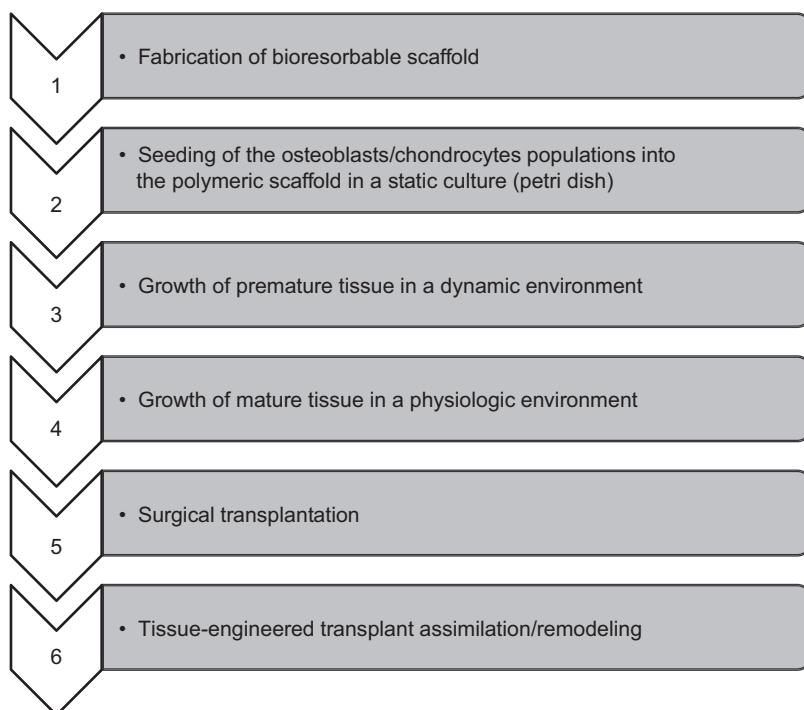 1
• Fabrication of bioresorbable scaffold
2
• Seeding of the osteoblasts/chondrocytes populations into
the polymeric scaffold in a static culture (petri dish)
3
• Growth of premature tissue in a dynamic environment
4
• Growth of mature tissue in a physiologic environment
5
• Surgical transplantation
6
• Tissue-engineered transplant assimilation/remodeling